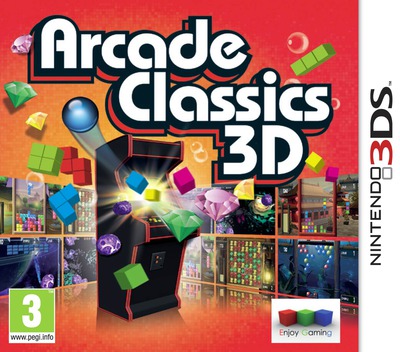 Arcade
Classics
3D
NINTENDO 3DS
3
www.pegi.info
Enjoy Gaming